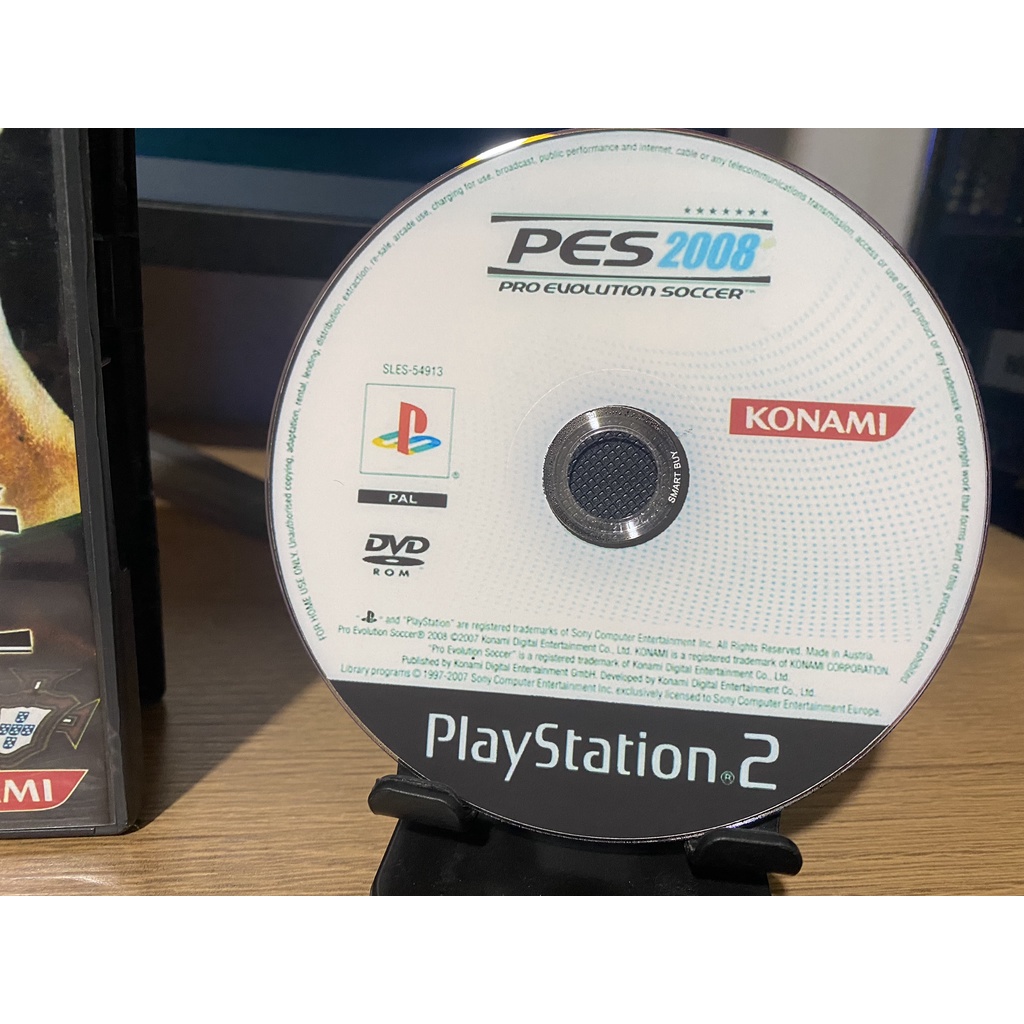 FOR HOME USE ONLY. Unauthorised copying, adaptation, rental, lending, distribution, extraction, re-sale, arcade use, charging for use, broadcast, public performance and internet, cable or any telecommunications transmission, access or use of this product or any trademark or copyright work that forms part of this product are prohibited
PES 2008
PRO EVOLUTION SOCCER™
SLES-54913
KONAMI
SMART BUY
PAL
DVD
ROM
" " and "PlayStation" are registered trademarks of Sony Computer Entertainment Inc. All Rights Reserved. Made in Austria.
Pro Evolution Soccer® 2008 ©2007 Konami Digital Entertainment Co., Ltd. KONAMI is a registered trademark of KONAMI CORPORATION.
"Pro Evolution Soccer" is a registered trademark of Konami Digital Entertainment Co., Ltd.
Published by Konami Digital Entertainment GmbH. Developed by Konami Digital Entertainment Co., Ltd.
Library programs © 1997-2007 Sony Computer Entertainment Inc. exclusively licensed to Sony Computer Entertainment Europe.
PlayStation®2
AMI